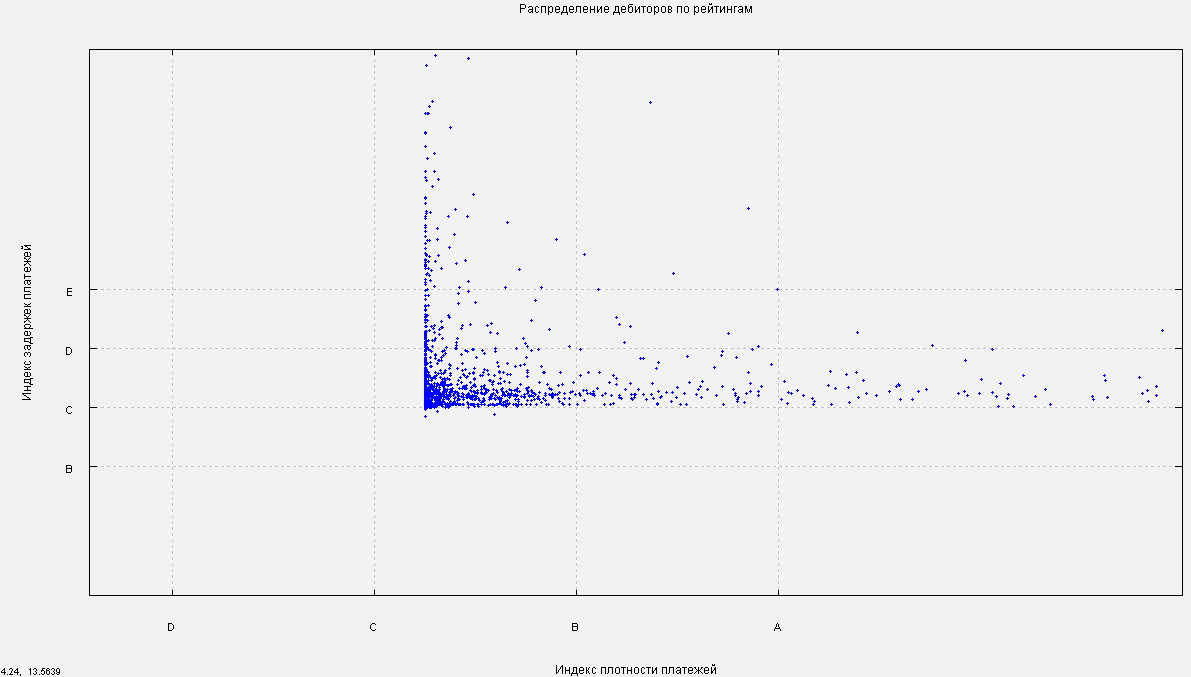 Распределение дебиторов по рейтингам
Индекс задержек платежей
E
D
C
B
D
C
B
A
Индекс плотности платежей
4.24, 13.5639